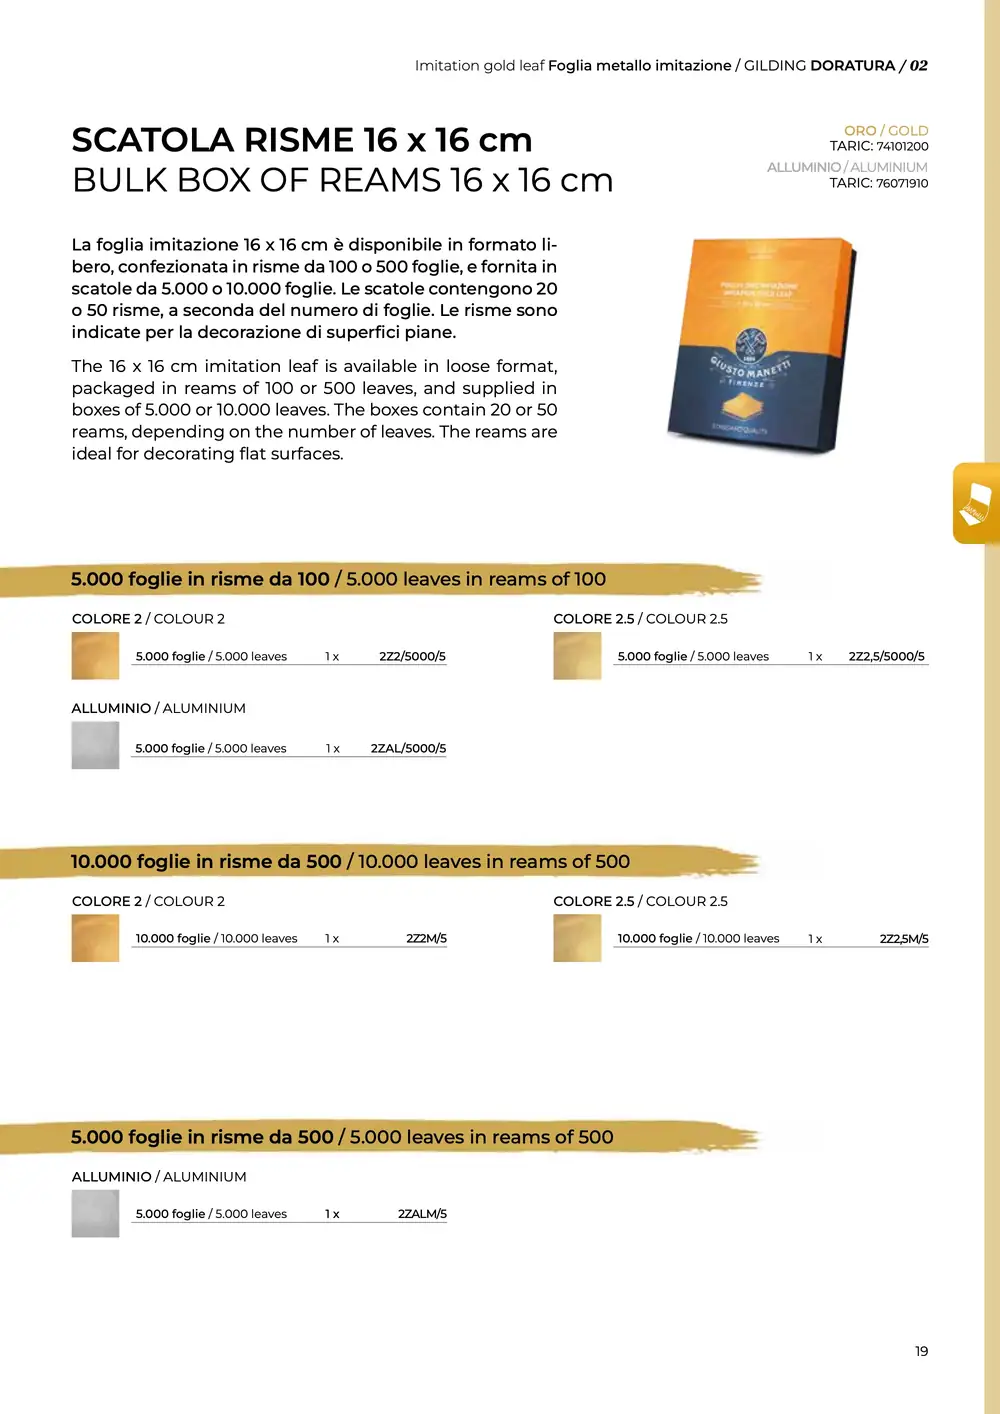 Imitation gold leaf Foglia metallo imitazione / GILDING DORATURA / 02
SCATOLA RISME 16 x 16 cm
BULK BOX OF REAMS 16 x 16 cm
ORO / GOLD
TARIC: 74101200
ALLUMINIO / ALUMINIUM
TARIC: 76071910
La foglia imitazione 16 x 16 cm è disponibile in formato li-
bero, confezionata in risme da 100 o 500 foglie, e fornita in
scatole da 5.000 o 10.000 foglie. Le scatole contengono 20
o 50 risme, a seconda del numero di foglie. Le risme sono
indicate per la decorazione di superfici piane.
The 16 x 16 cm imitation leaf is available in loose format,
packaged in reams of 100 or 500 leaves, and supplied in
boxes of 5.000 or 10.000 leaves. The boxes contain 20 or 50
reams, depending on the number of leaves. The reams are
ideal for decorating flat surfaces.
GIUSTO MANETTI
FIRENZE
STANDARD QUALITY
5.000 foglie in risme da 100 / 5.000 leaves in reams of 100
COLORE 2 / COLOUR 2
5.000 foglie / 5.000 leaves 1 x 2Z2/5000/5
COLORE 2.5 / COLOUR 2.5
5.000 foglie / 5.000 leaves 1 x 2Z2,5/5000/5
ALLUMINIO / ALUMINIUM
5.000 foglie / 5.000 leaves 1 x 2ZAL/5000/5
10.000 foglie in risme da 500 / 10.000 leaves in reams of 500
COLORE 2 / COLOUR 2
10.000 foglie / 10.000 leaves 1 x 2Z2M/5
COLORE 2.5 / COLOUR 2.5
10.000 foglie / 10.000 leaves 1 x 2Z2,5M/5
5.000 foglie in risme da 500 / 5.000 leaves in reams of 500
ALLUMINIO / ALUMINIUM
5.000 foglie / 5.000 leaves 1 x 2ZALM/5
19